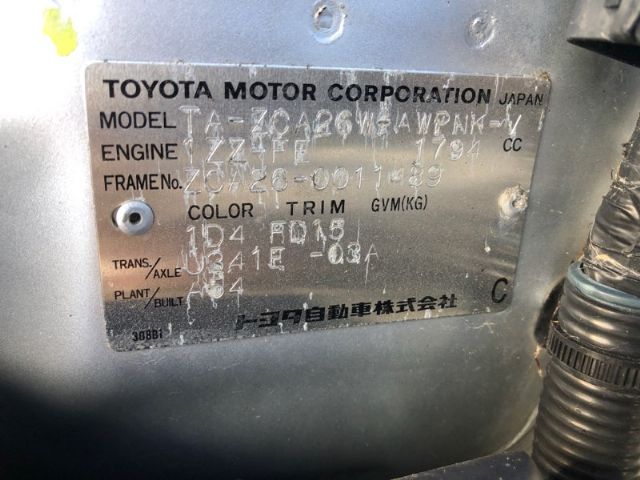 TOYOTA MOTOR CORPORATION JAPAN
MODEL TA-ZCA26W-AWPNK-V
ENGINE 1ZZ-FE 1794 CC
FRAME No. ZCA26-0011
COLOR TRIM GVM(KG)
1D4 FD15
TRANS./AXLE U341E -03A
PLANT/BUILT A
トヨタ自動車株式会社 C
308B1